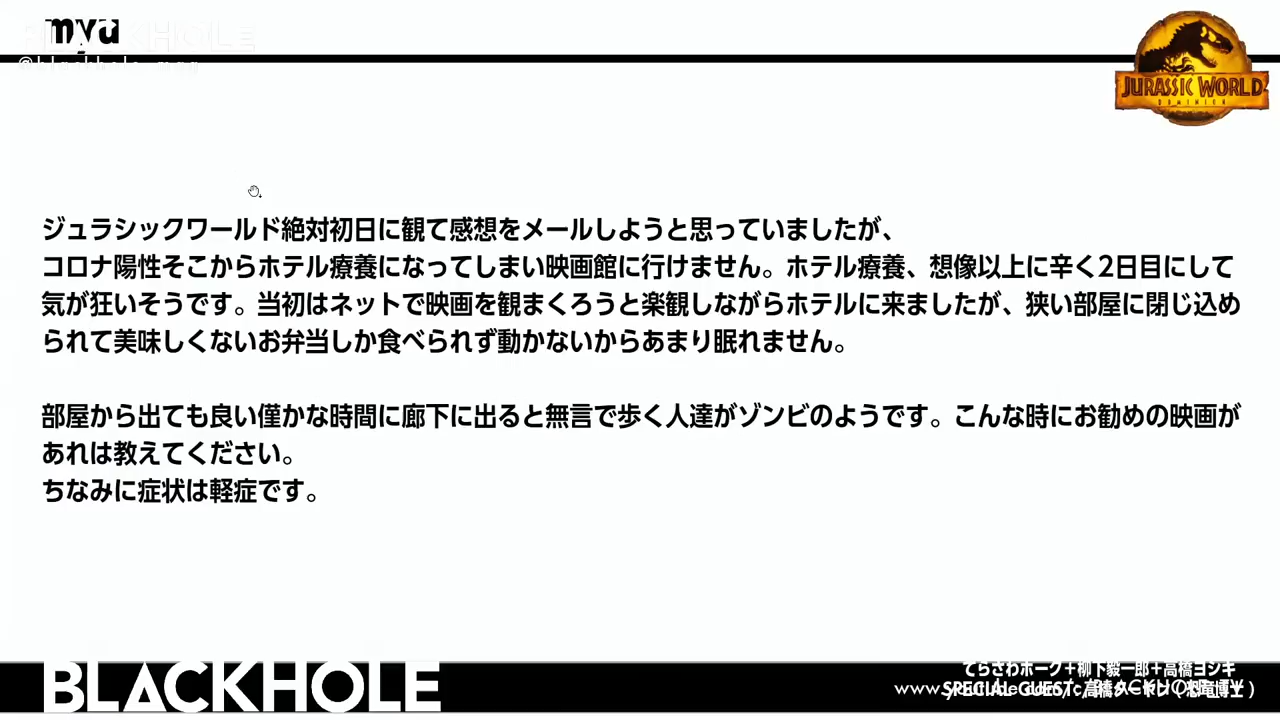 mya
BLACKHOLE
@blackhole_mag
JURASSIC WORLD
DOMINION
ジュラシックワールド絶対初日に観て感想をメールしようと思っていましたが、
コロナ陽性そこからホテル療養になってしまい映画館に行けません。ホテル療養、想像以上に辛く2日目にして
気が狂いそうです。当初はネットで映画を観まくろうと楽観しながらホテルに来ましたが、狭い部屋に閉じ込め
られて美味しくないお弁当しか食べられず動かないからあまり眠れません。
部屋から出ても良い僅かな時間に廊下に出ると無言で歩く人達がゾンビのようです。こんな時にお勧めの映画が
あれは教えてください。
ちなみに症状は軽症です。
BLACKHOLE
てらさわホーク＋柳下毅一郎＋高橋ヨシキ
SPECIAL GUEST